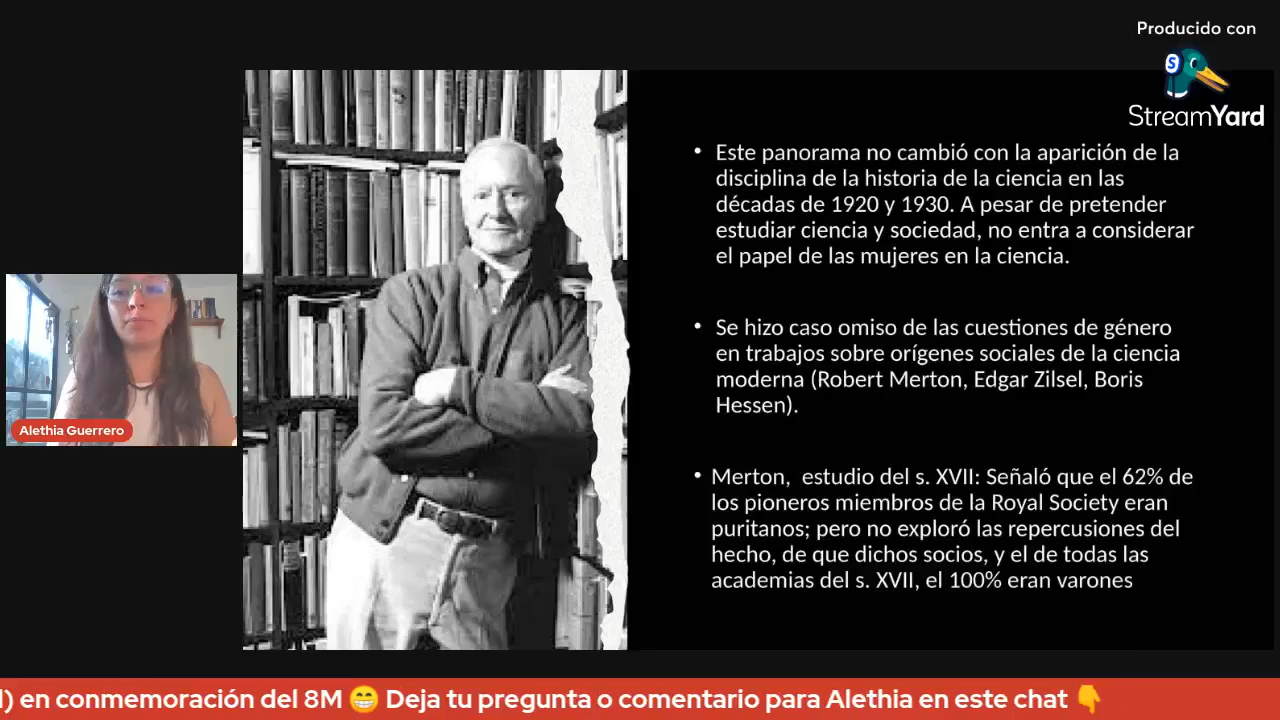 Producido con
StreamYard
• Este panorama no cambió con la aparición de la
disciplina de la historia de la ciencia en las
décadas de 1920 y 1930. A pesar de pretender
estudiar ciencia y sociedad, no entra a considerar
el papel de las mujeres en la ciencia.
• Se hizo caso omiso de las cuestiones de género
en trabajos sobre orígenes sociales de la ciencia
moderna (Robert Merton, Edgar Zilsel, Boris
Hessen).
• Merton,  estudio del s. XVII: Señaló que el 62% de
los pioneros miembros de la Royal Society eran
puritanos; pero no exploró las repercusiones del
hecho, de que dichos socios, y el de todas las
academias del s. XVII, el 100% eran varones
Alethia Guerrero
) en conmemoración del 8M 😁 Deja tu pregunta o comentario para Alethia en este chat 👇